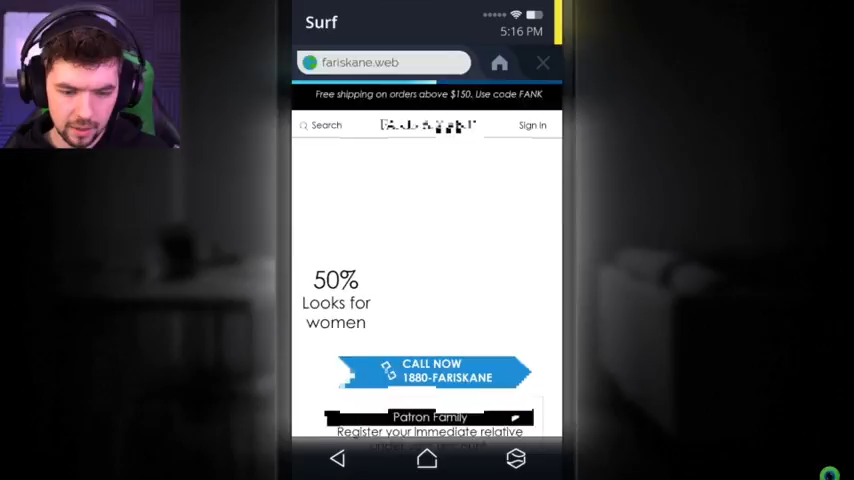 Surf
5:16 PM
fariskane.web
Free shipping on orders above $150. Use code FANK
Search
Sign In
50%
Looks for
women
CALL NOW
1880-FARISKANE
Patron Family
Register your immediate relative